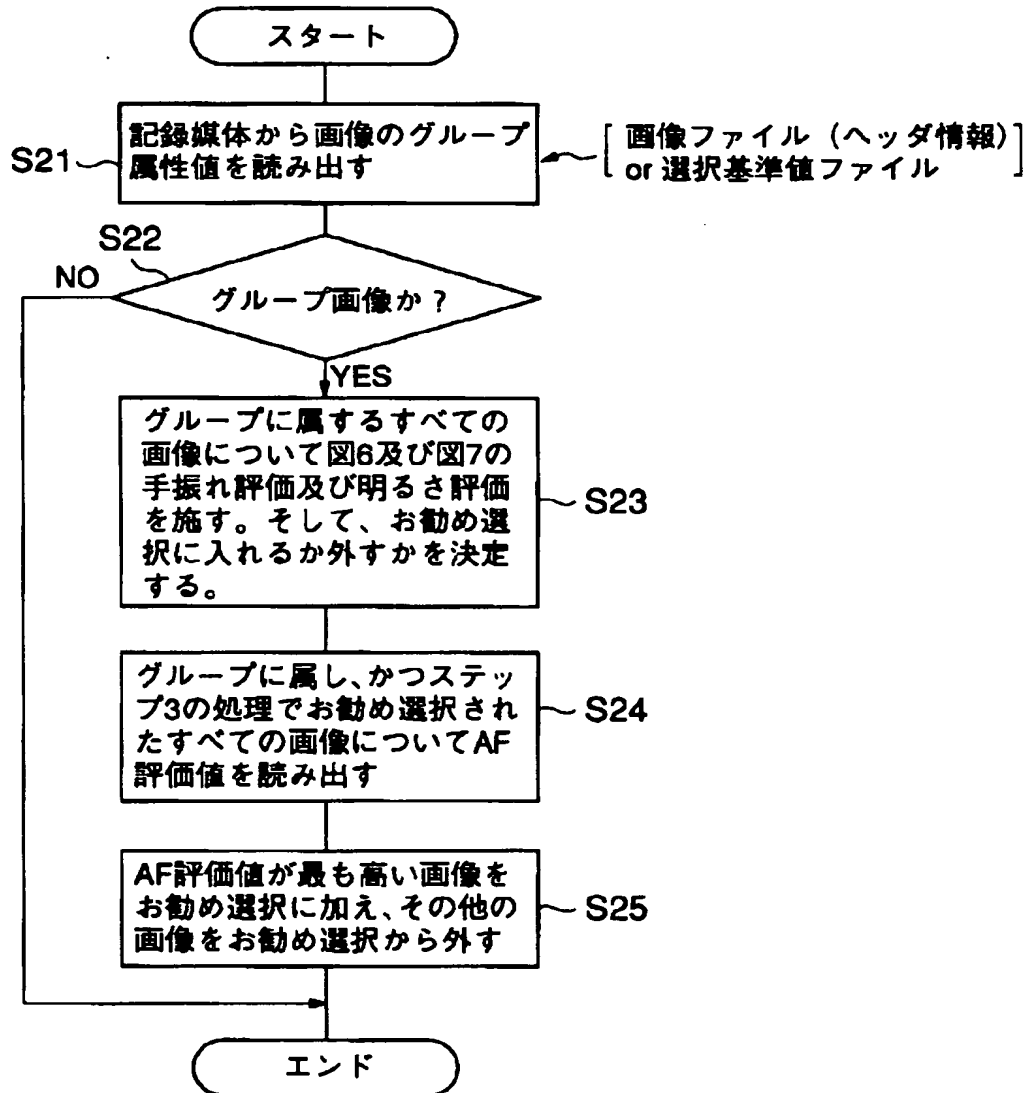 スタート
記録媒体から画像のグループ
属性値を読み出す
S21
画像ファイル（ヘッダ情報）
or 選択基準値ファイル
S22
NO
グループ画像か？
YES
グループに属するすべての
画像について図6及び図7の
手振れ評価及び明るさ評価
を施す。そして、お勧め選
択に入れるか外すかを決定
する。
S23
グループに属し、かつステッ
プ3の処理でお勧め選択され
たすべての画像についてAF
評価値を読み出す
S24
AF評価値が最も高い画像を
お勧め選択に加え、その他の
画像をお勧め選択から外す
S25
エンド